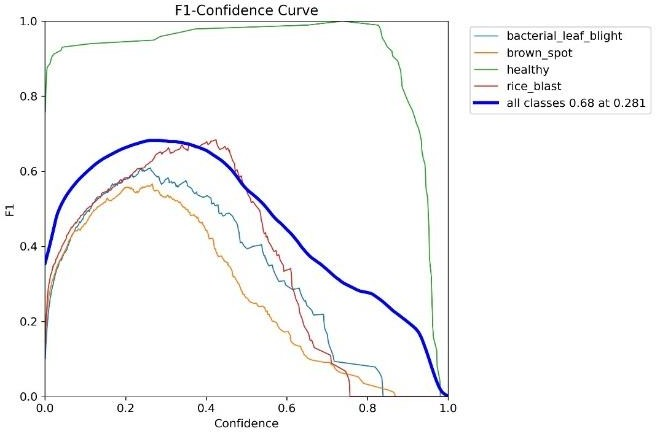 F1-Confidence Curve
1.0
0.8
0.6
0.4
0.2
0.0
F1
0.0 0.2 0.4 0.6 0.8 1.0
Confidence
bacterial_leaf_blight
brown_spot
healthy
rice_blast
all classes 0.68 at 0.281